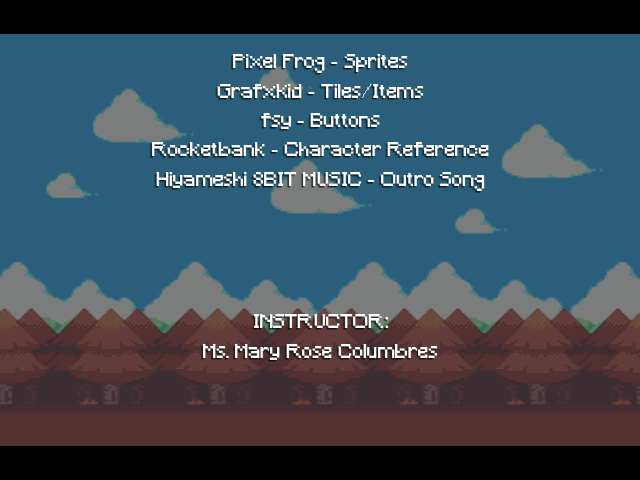 Pixel Frog - Sprites
GrafxKid - Tiles/Items
fsy - Buttons
Rocketbank - Character Reference
Hiyameshi 8BIT MUSIC - Outro Song
INSTRUCTOR:
Ms. Mary Rose Columbres